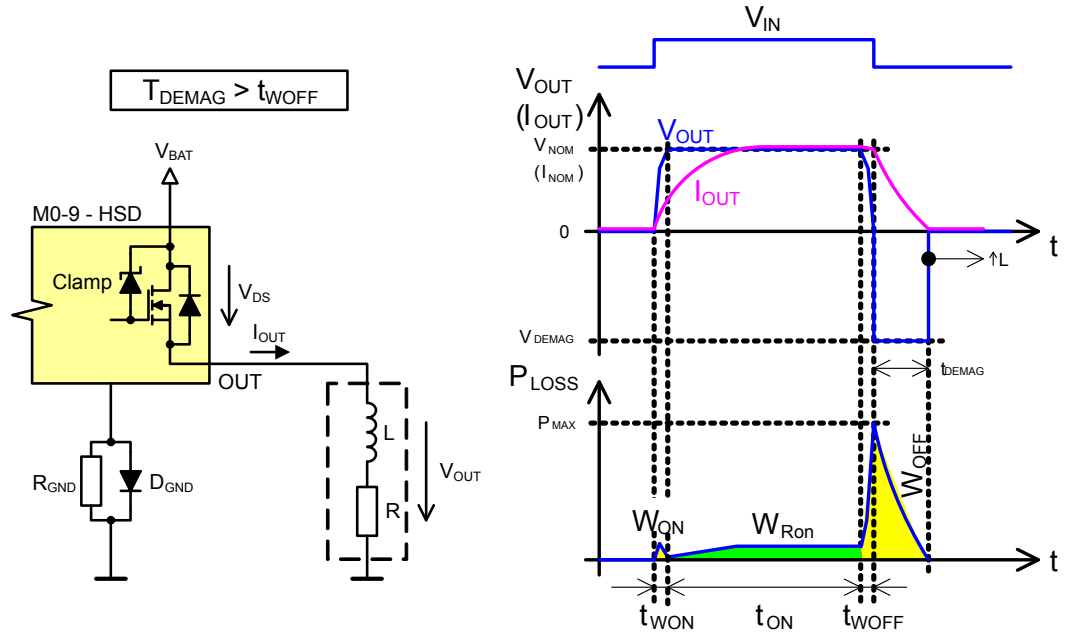 T_DEMAG > t_WOFF
V_BAT
M0-9 - HSD
Clamp
V_DS
I_OUT
OUT
L
R
V_OUT
R_GND
D_GND
V_IN
V_OUT
(I_OUT)
V_NOM
(I_NOM)
V_OUT
I_OUT
0
t
↑L
V_DEMAG
t_DEMAG
P_LOSS
P_MAX
W_OFF
W_ON
W_Ron
t
t_WON
t_ON
t_WOFF